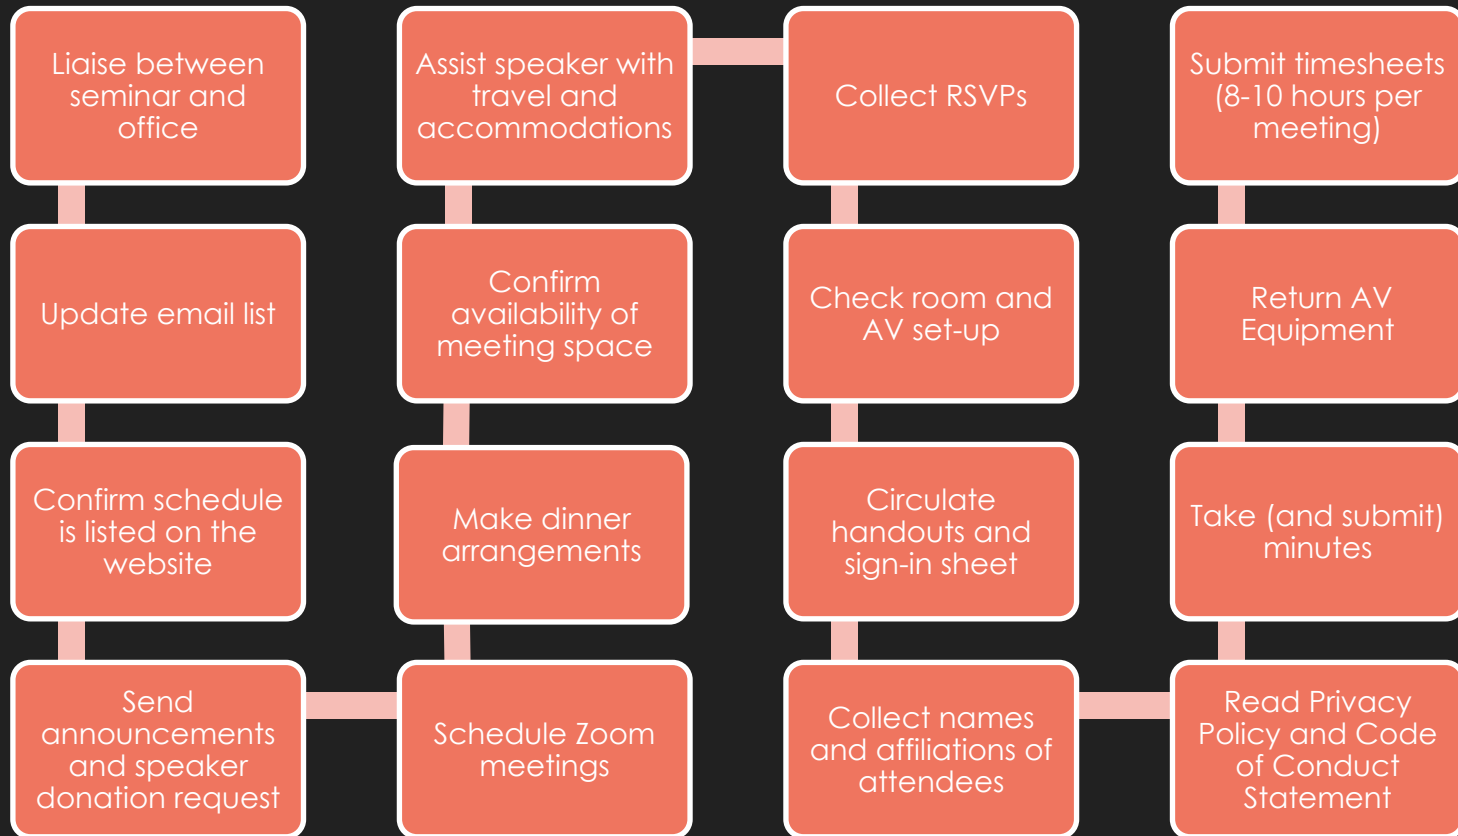 Liaise between
seminar and
office
Update email list
Confirm schedule
is listed on the
website
Send
announcements
and speaker
donation request
Schedule Zoom
meetings
Make dinner
arrangements
Confirm
availability of
meeting space
Assist speaker with
travel and
accommodations
Collect RSVPs
Check room and
AV set-up
Circulate
handouts and
sign-in sheet
Collect names
and affiliations of
attendees
Read Privacy
Policy and Code
of Conduct
Statement
Take (and submit)
minutes
Return AV
Equipment
Submit timesheets
(8-10 hours per
meeting)